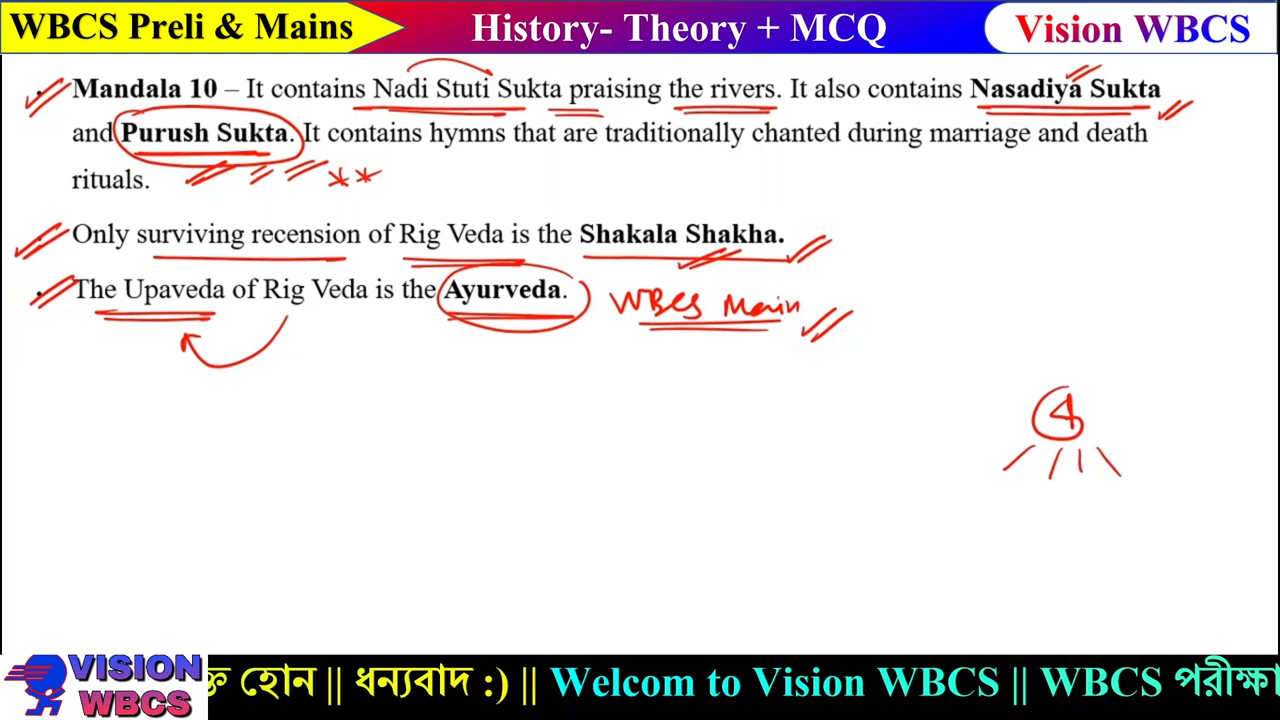 WBCS Preli & Mains
History- Theory + MCQ
Vision WBCS
Mandala 10 – It contains Nadi Stuti Sukta praising the rivers. It also contains Nasadiya Sukta
and Purush Sukta. It contains hymns that are traditionally chanted during marriage and death
rituals.
Only surviving recension of Rig Veda is the Shakala Shakha.
The Upaveda of Rig Veda is the Ayurveda.
WBCS Main
4
VISION
WBCS
হোন || ধন্যবাদ :) || Welcom to Vision WBCS || WBCS পরীক্ষা